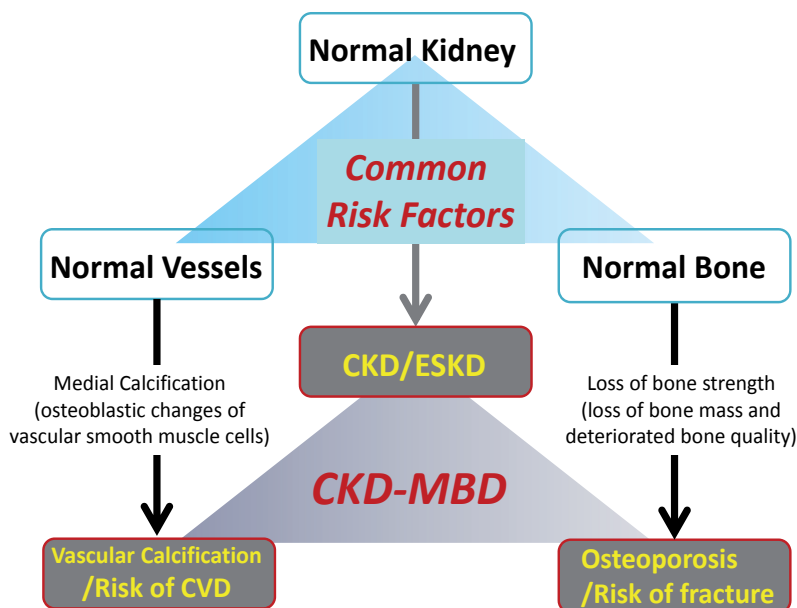 Normal Kidney
Common
Risk Factors
Normal Vessels
Normal Bone
CKD/ESKD
Medial Calcification
(osteoblastic changes of
vascular smooth muscle cells)
Loss of bone strength
(loss of bone mass and
deteriorated bone quality)
CKD-MBD
Vascular Calcification
/Risk of CVD
Osteoporosis
/Risk of fracture